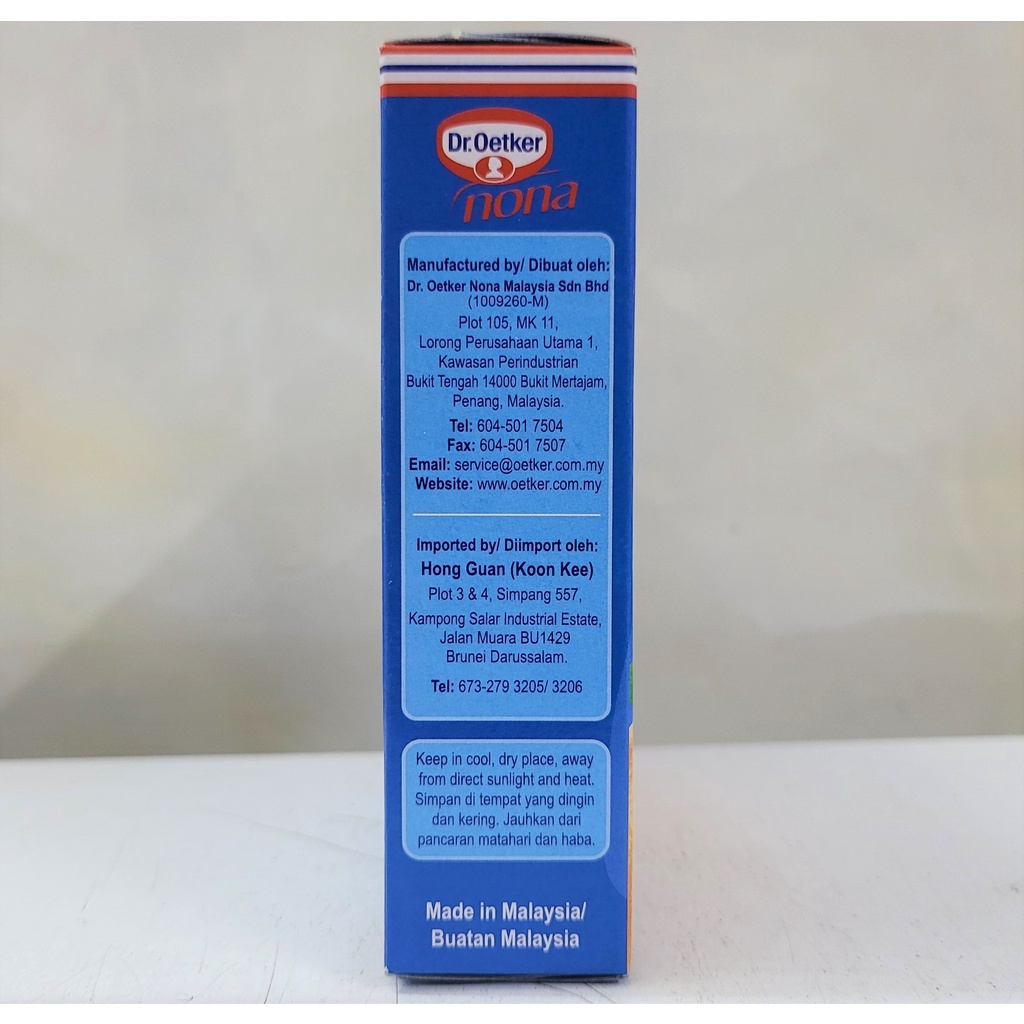 Dr.Oetker
nona
Manufactured by/ Dibuat oleh:
Dr. Oetker Nona Malaysia Sdn Bhd
(1009260-M)
Plot 105, MK 11,
Lorong Perusahaan Utama 1,
Kawasan Perindustrian
Bukit Tengah 14000 Bukit Mertajam,
Penang, Malaysia.
Tel: 604-501 7504
Fax: 604-501 7507
Email: service@oetker.com.my
Website: www.oetker.com.my
Imported by/ Diimport oleh:
Hong Guan (Koon Kee)
Plot 3 & 4, Simpang 557,
Kampong Salar Industrial Estate,
Jalan Muara BU1429
Brunei Darussalam.
Tel: 673-279 3205/ 3206
Keep in cool, dry place, away
from direct sunlight and heat.
Simpan di tempat yang dingin
dan kering. Jauhkan dari
pancaran matahari dan haba.
Made in Malaysia/
Buatan Malaysia